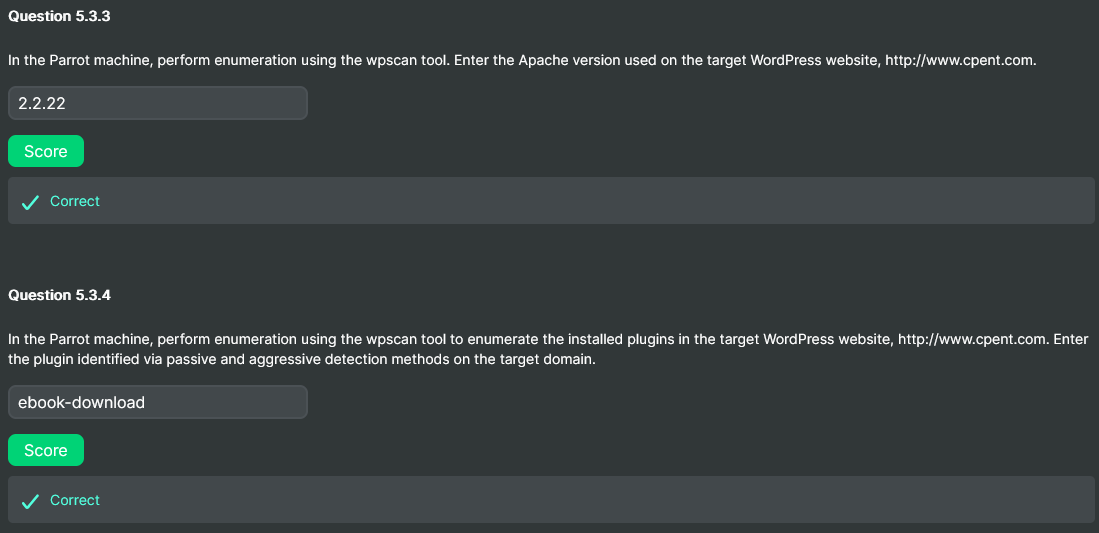 Question 5.3.3
In the Parrot machine, perform enumeration using the wpscan tool. Enter the Apache version used on the target WordPress website, http://www.cpent.com.
2.2.22
Score
Correct
Question 5.3.4
In the Parrot machine, perform enumeration using the wpscan tool to enumerate the installed plugins in the target WordPress website, http://www.cpent.com. Enter
the plugin identified via passive and aggressive detection methods on the target domain.
ebook-download
Score
Correct